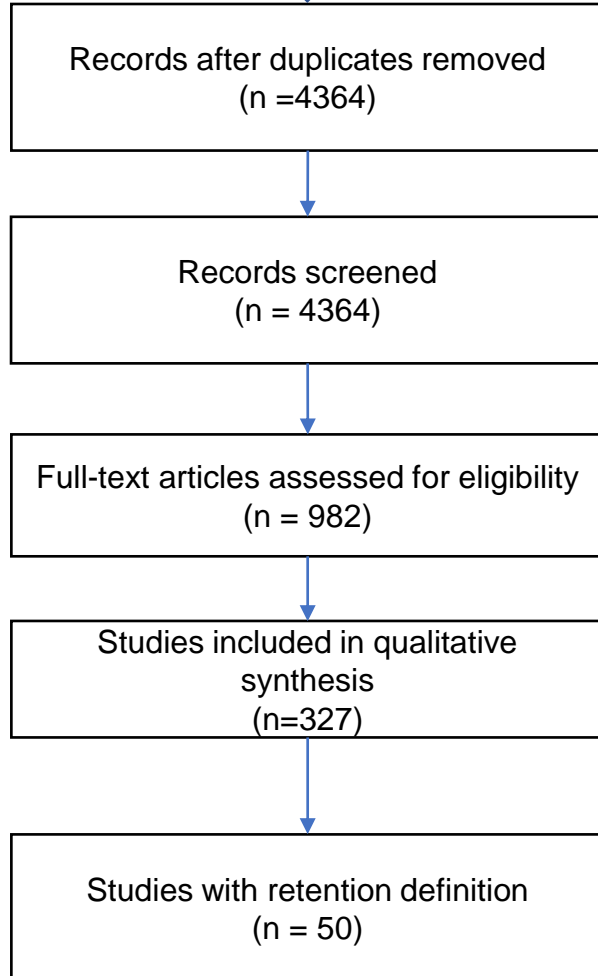 Records after duplicates removed
(n =4364)
Records screened
(n = 4364)
Full-text articles assessed for eligibility
(n = 982)
Studies included in qualitative
synthesis
(n=327)
Studies with retention definition
(n = 50)